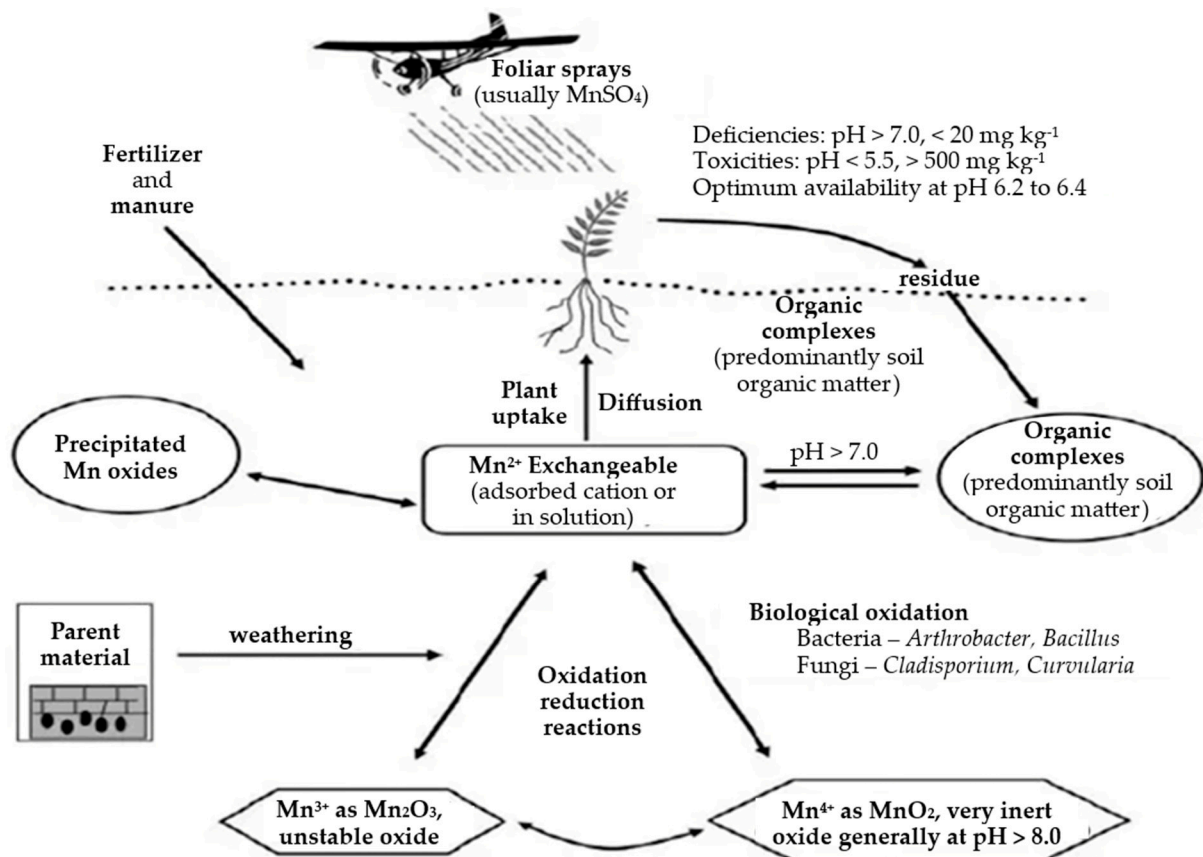 Foliar sprays
(usually MnSO₄)
Deficiencies: pH > 7.0, < 20 mg kg⁻¹
Toxicities: pH < 5.5, > 500 mg kg⁻¹
Optimum availability at pH 6.2 to 6.4
Fertilizer
and
manure
residue
Organic
complexes
(predominantly soil
organic matter)
Plant
uptake
Diffusion
Precipitated
Mn oxides
Mn²⁺ Exchangeable
(adsorbed cation or
in solution)
pH > 7.0
Organic
complexes
(predominantly soil
organic matter)
Parent
material
weathering
Biological oxidation
Bacteria – Arthrobacter, Bacillus
Fungi – Cladisporium, Curvularia
Oxidation
reduction
reactions
Mn³⁺ as Mn₂O₃,
unstable oxide
Mn⁴⁺ as MnO₂, very inert
oxide generally at pH > 8.0